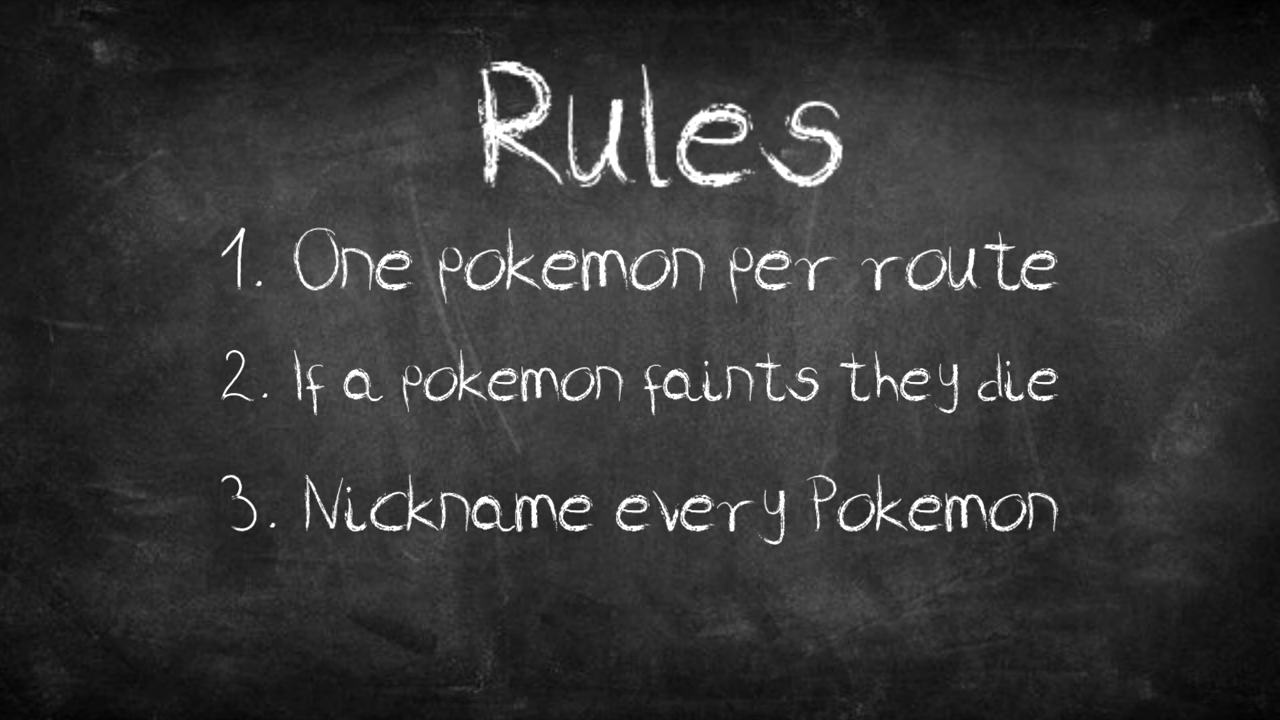 Rules
1. One pokemon per route
2. If a pokemon faints they die
3. Nickname every Pokemon